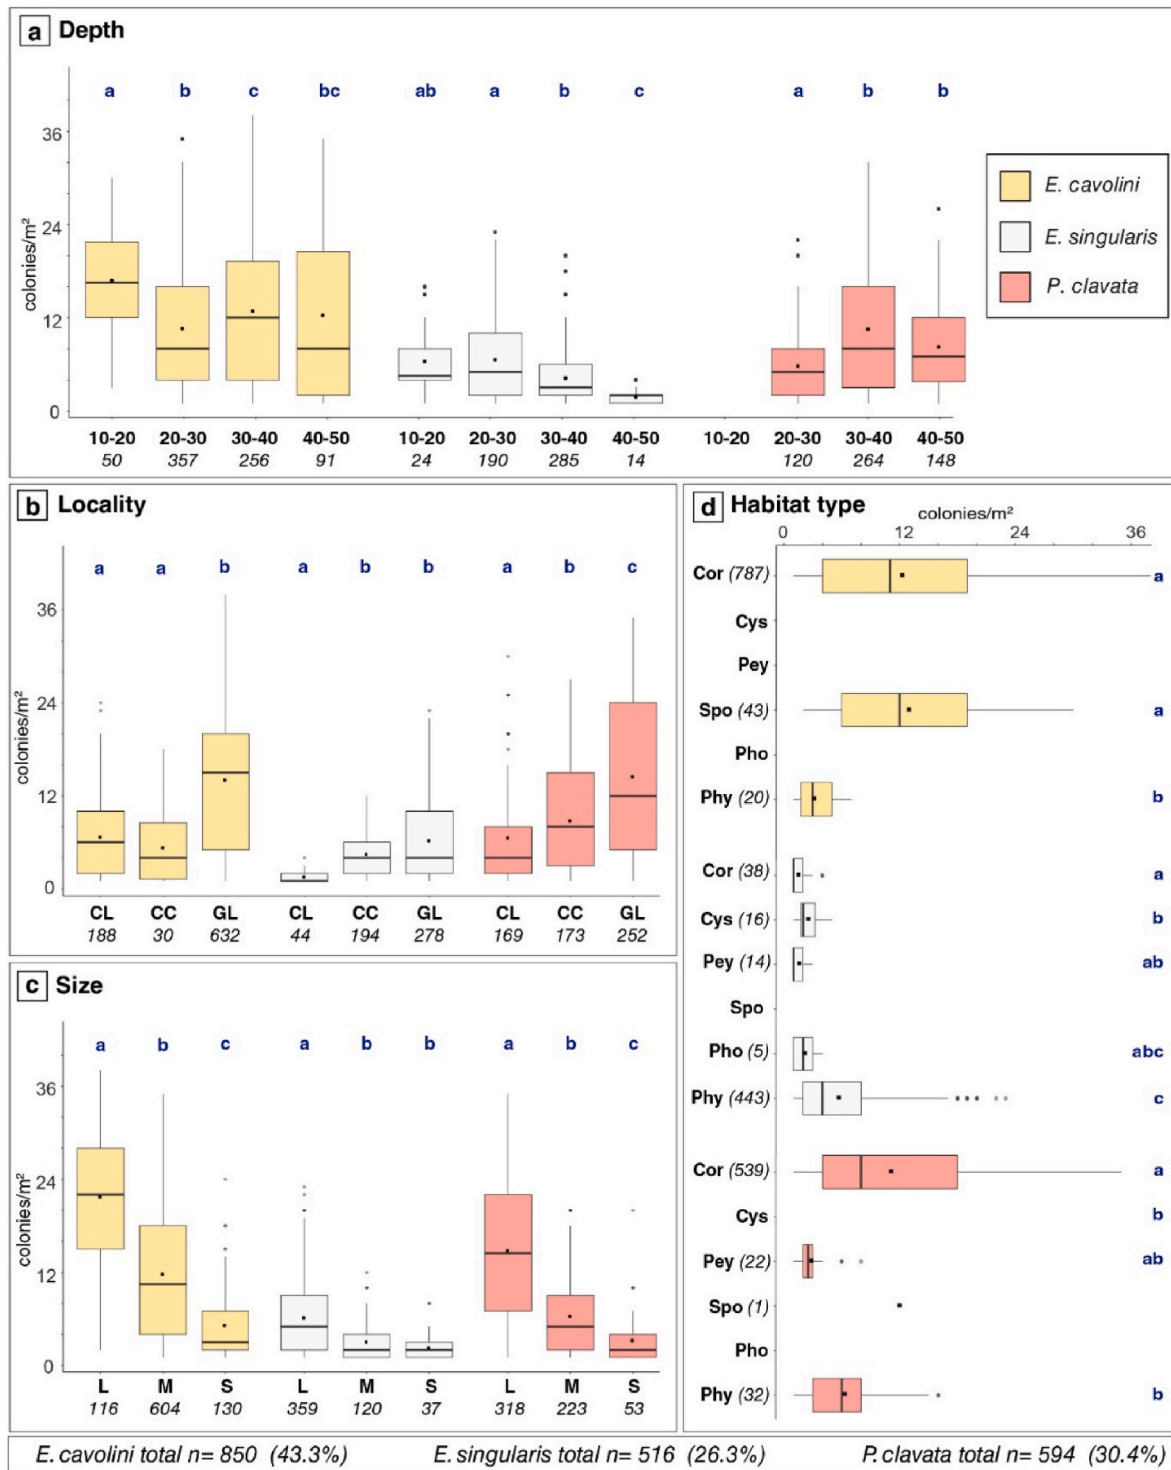 a Depth
a b c bc ab a b c a b b
36
24
12
0
colonies/m²
10-20 20-30 30-40 40-50 10-20 20-30 30-40 40-50 10-20 20-30 30-40 40-50
50 357 256 91 24 190 285 14 120 264 148
E. cavolini
E. singularis
P. clavata
b Locality
a a b a b b a b c
36
24
12
0
colonies/m²
CL CC GL CL CC GL CL CC GL
188 30 632 44 194 278 169 173 252
c Size
a b c a b b a b c
36
24
12
0
colonies/m²
L M S L M S L M S
116 604 130 359 120 37 318 223 53
d Habitat type
colonies/m²
0 12 24 36
Cor (787) a
Cys
Pey
Spo (43) a
Pho
Phy (20) b
Cor (38) a
Cys (16) b
Pey (14) ab
Spo
Pho (5) abc
Phy (443) c
Cor (539) a
Cys b
Pey (22) ab
Spo (1)
Pho
Phy (32) b
E. cavolini total n= 850 (43.3%) E. singularis total n= 516 (26.3%) P. clavata total n= 594 (30.4%)